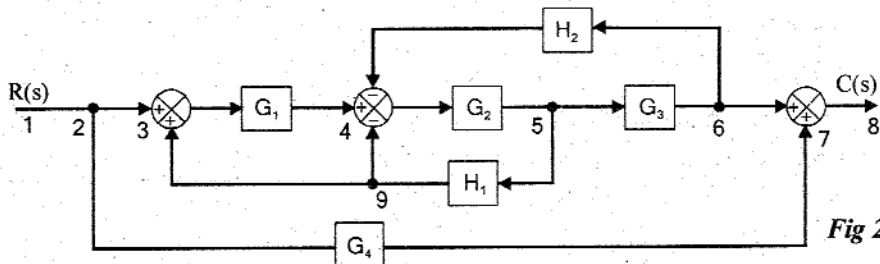 H₂
R(s) + G₁ + − G₂ G₃ + C(s)
1 2 3 + 4 − 5 6 + 7 8
9 H₁
G₄
Fig 2